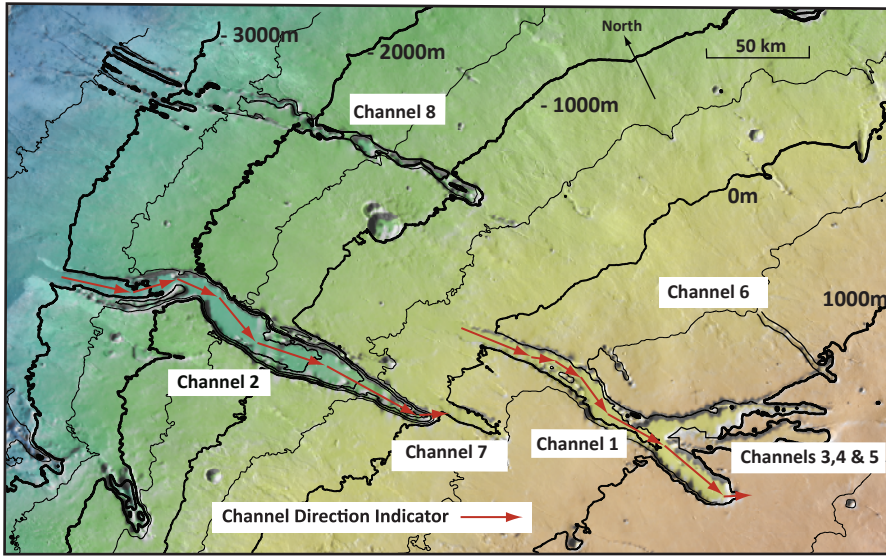 - 3000m
- 2000m
North
50 km
- 1000m
Channel 8
0m
Channel 6
1000m
Channel 2
Channel 1
Channel 7
Channels 3,4 & 5
Channel Direction Indicator